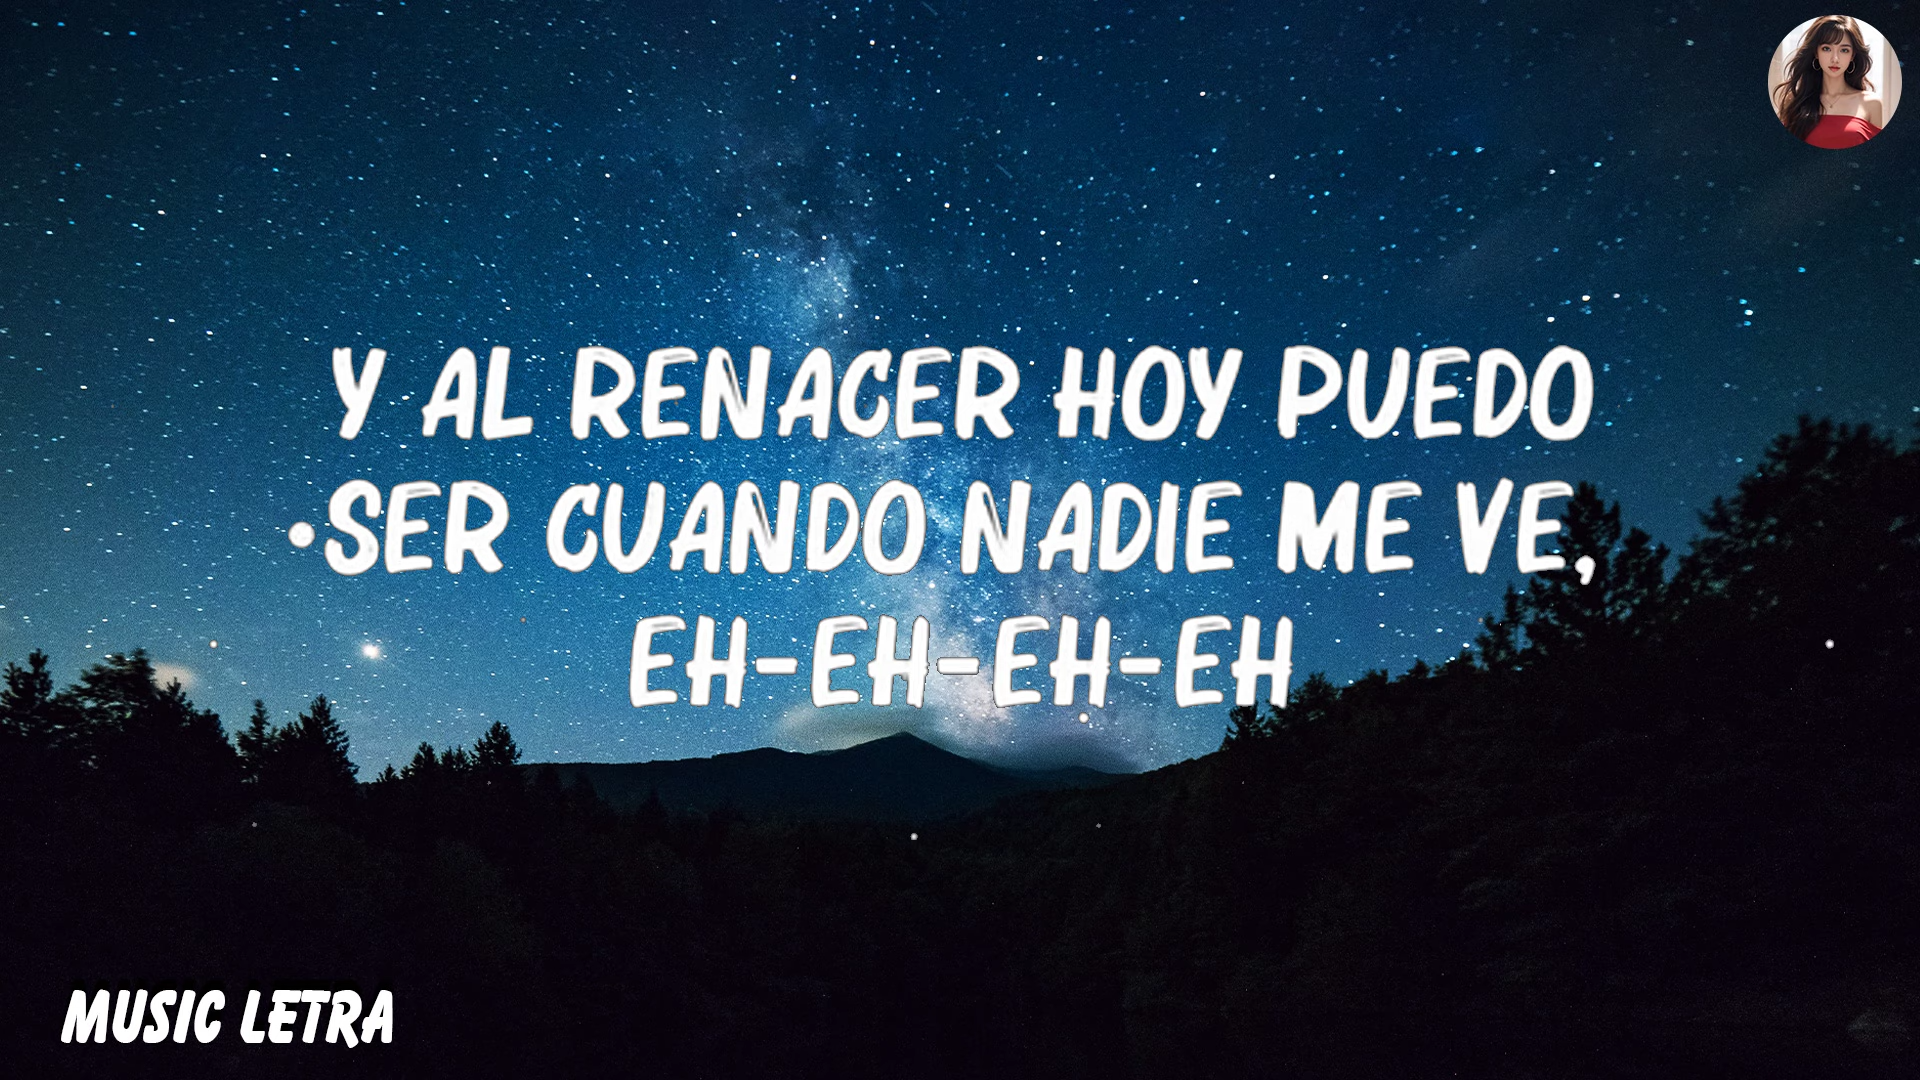 Y AL RENACER HOY PUEDO
SER CUANDO NADIE ME VE,
EH-EH-EH-EH
MUSIC LETRA